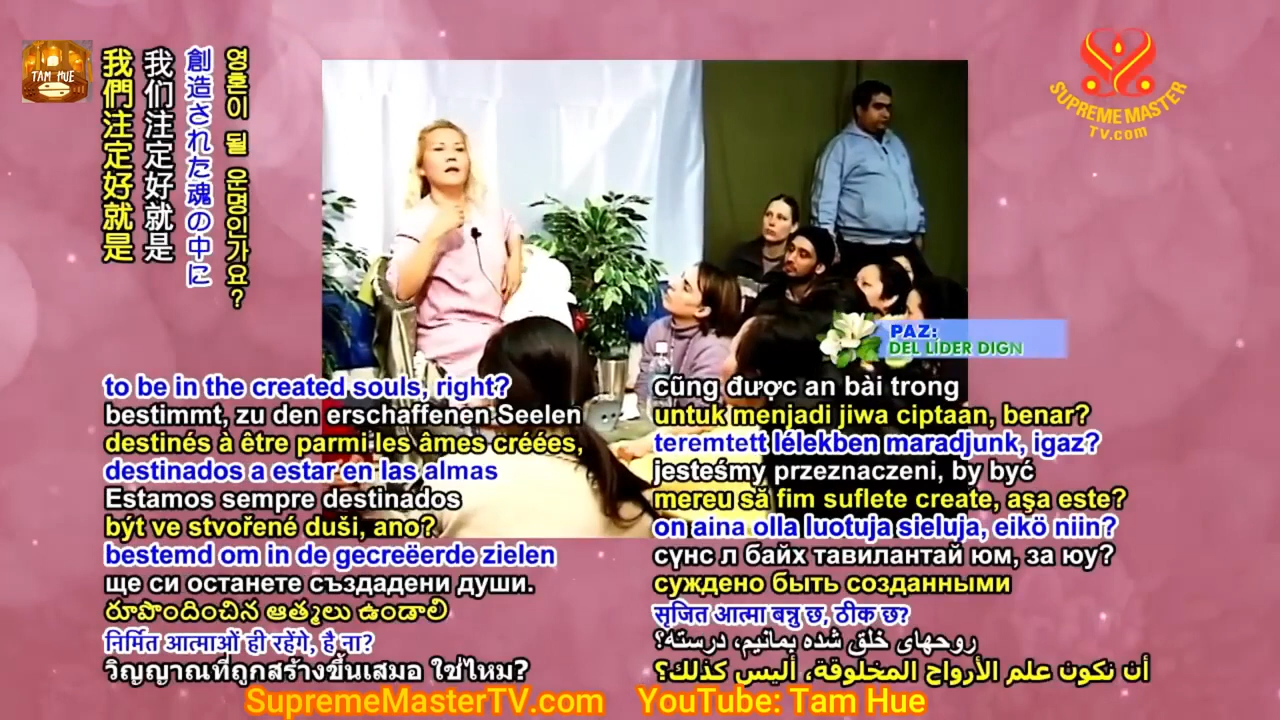 TAM HUE
我們注定好就是
我们注定好就是
創造された魂の中に
영혼이 될 운명인가요?
SUPREME MASTER
TV.com
PAZ:
DEL LÍDER DIGN
to be in the created souls, right?
bestimmt, zu den erschaffenen Seelen
destinés à être parmi les âmes créées,
destinados a estar en las almas
Estamos sempre destinados
být ve stvořené duši, ano?
bestemd om in de gecreëerde zielen
ще си останете създадени души.
రూపొందించిన ఆత్మలు ఉండాలి
निर्मित आत्माओं ही रहेंगे, है ना?
วิญญาณที่ถูกสร้างขึ้นเสมอ ใช่ไหม?
cũng được an bài trong
untuk menjadi jiwa ciptaan, benar?
teremtett lélekben maradjunk, igaz?
jesteśmy przeznaczeni, by być
mereu să fim suflete create, aşa este?
on aina olla luotuja sieluja, eikö niin?
сүнс л байх тавилантай юм, за юу?
суждено быть созданными
सृजित आत्मा बन्नु छ, ठीक छ?
روحهای خلق شده بمانیم، درسته؟
أن نكون علم الأرواح المخلوقة، أليس كذلك؟
SupremeMasterTV.com
YouTube: Tam Hue